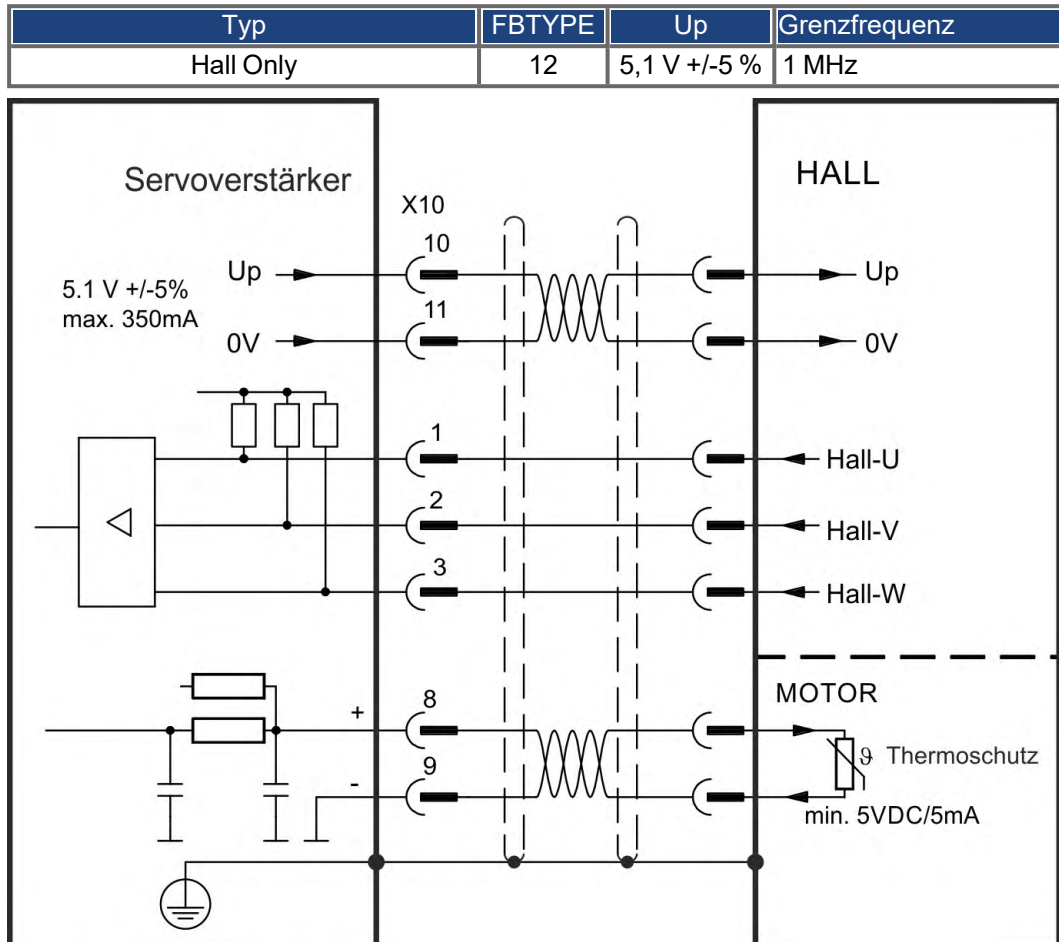 Typ FBTYPE Up Grenzfrequenz
Hall Only 12 5,1 V +/-5 % 1 MHz
Servoverstärker
HALL
X10
10
Up
Up
5.1 V +/-5%
max. 350mA
11
0V
0V
1
Hall-U
2
Hall-V
3
Hall-W
MOTOR
8
+
ϑ Thermoschutz
9
-
min. 5VDC/5mA